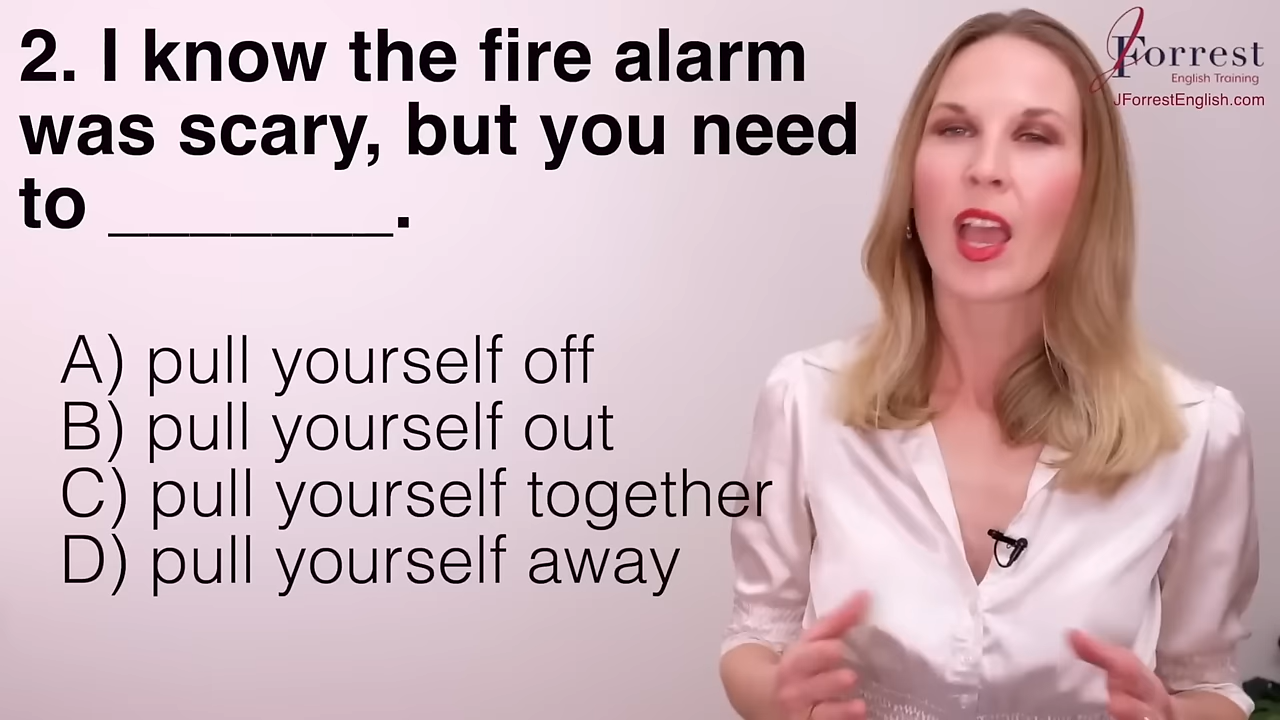 2. I know the fire alarm
was scary, but you need
to _______.
A) pull yourself off
B) pull yourself out
C) pull yourself together
D) pull yourself away
JForrest
English Training
JForrestEnglish.com